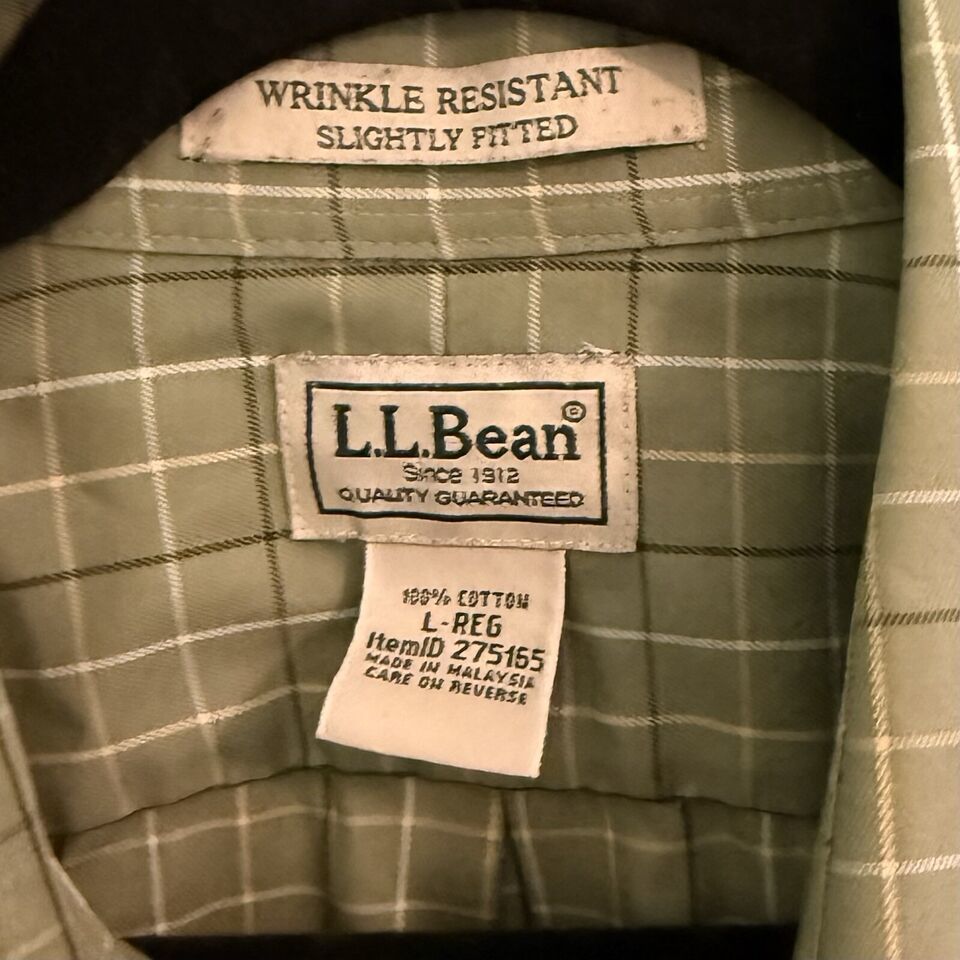 WRINKLE RESISTANT
SLIGHTLY FITTED
L.L.Bean©
Since 1912
QUALITY GUARANTEED
100% COTTON
L-REG
ItemID 275165
MADE IN MALAYSIA
CARE ON REVERSE